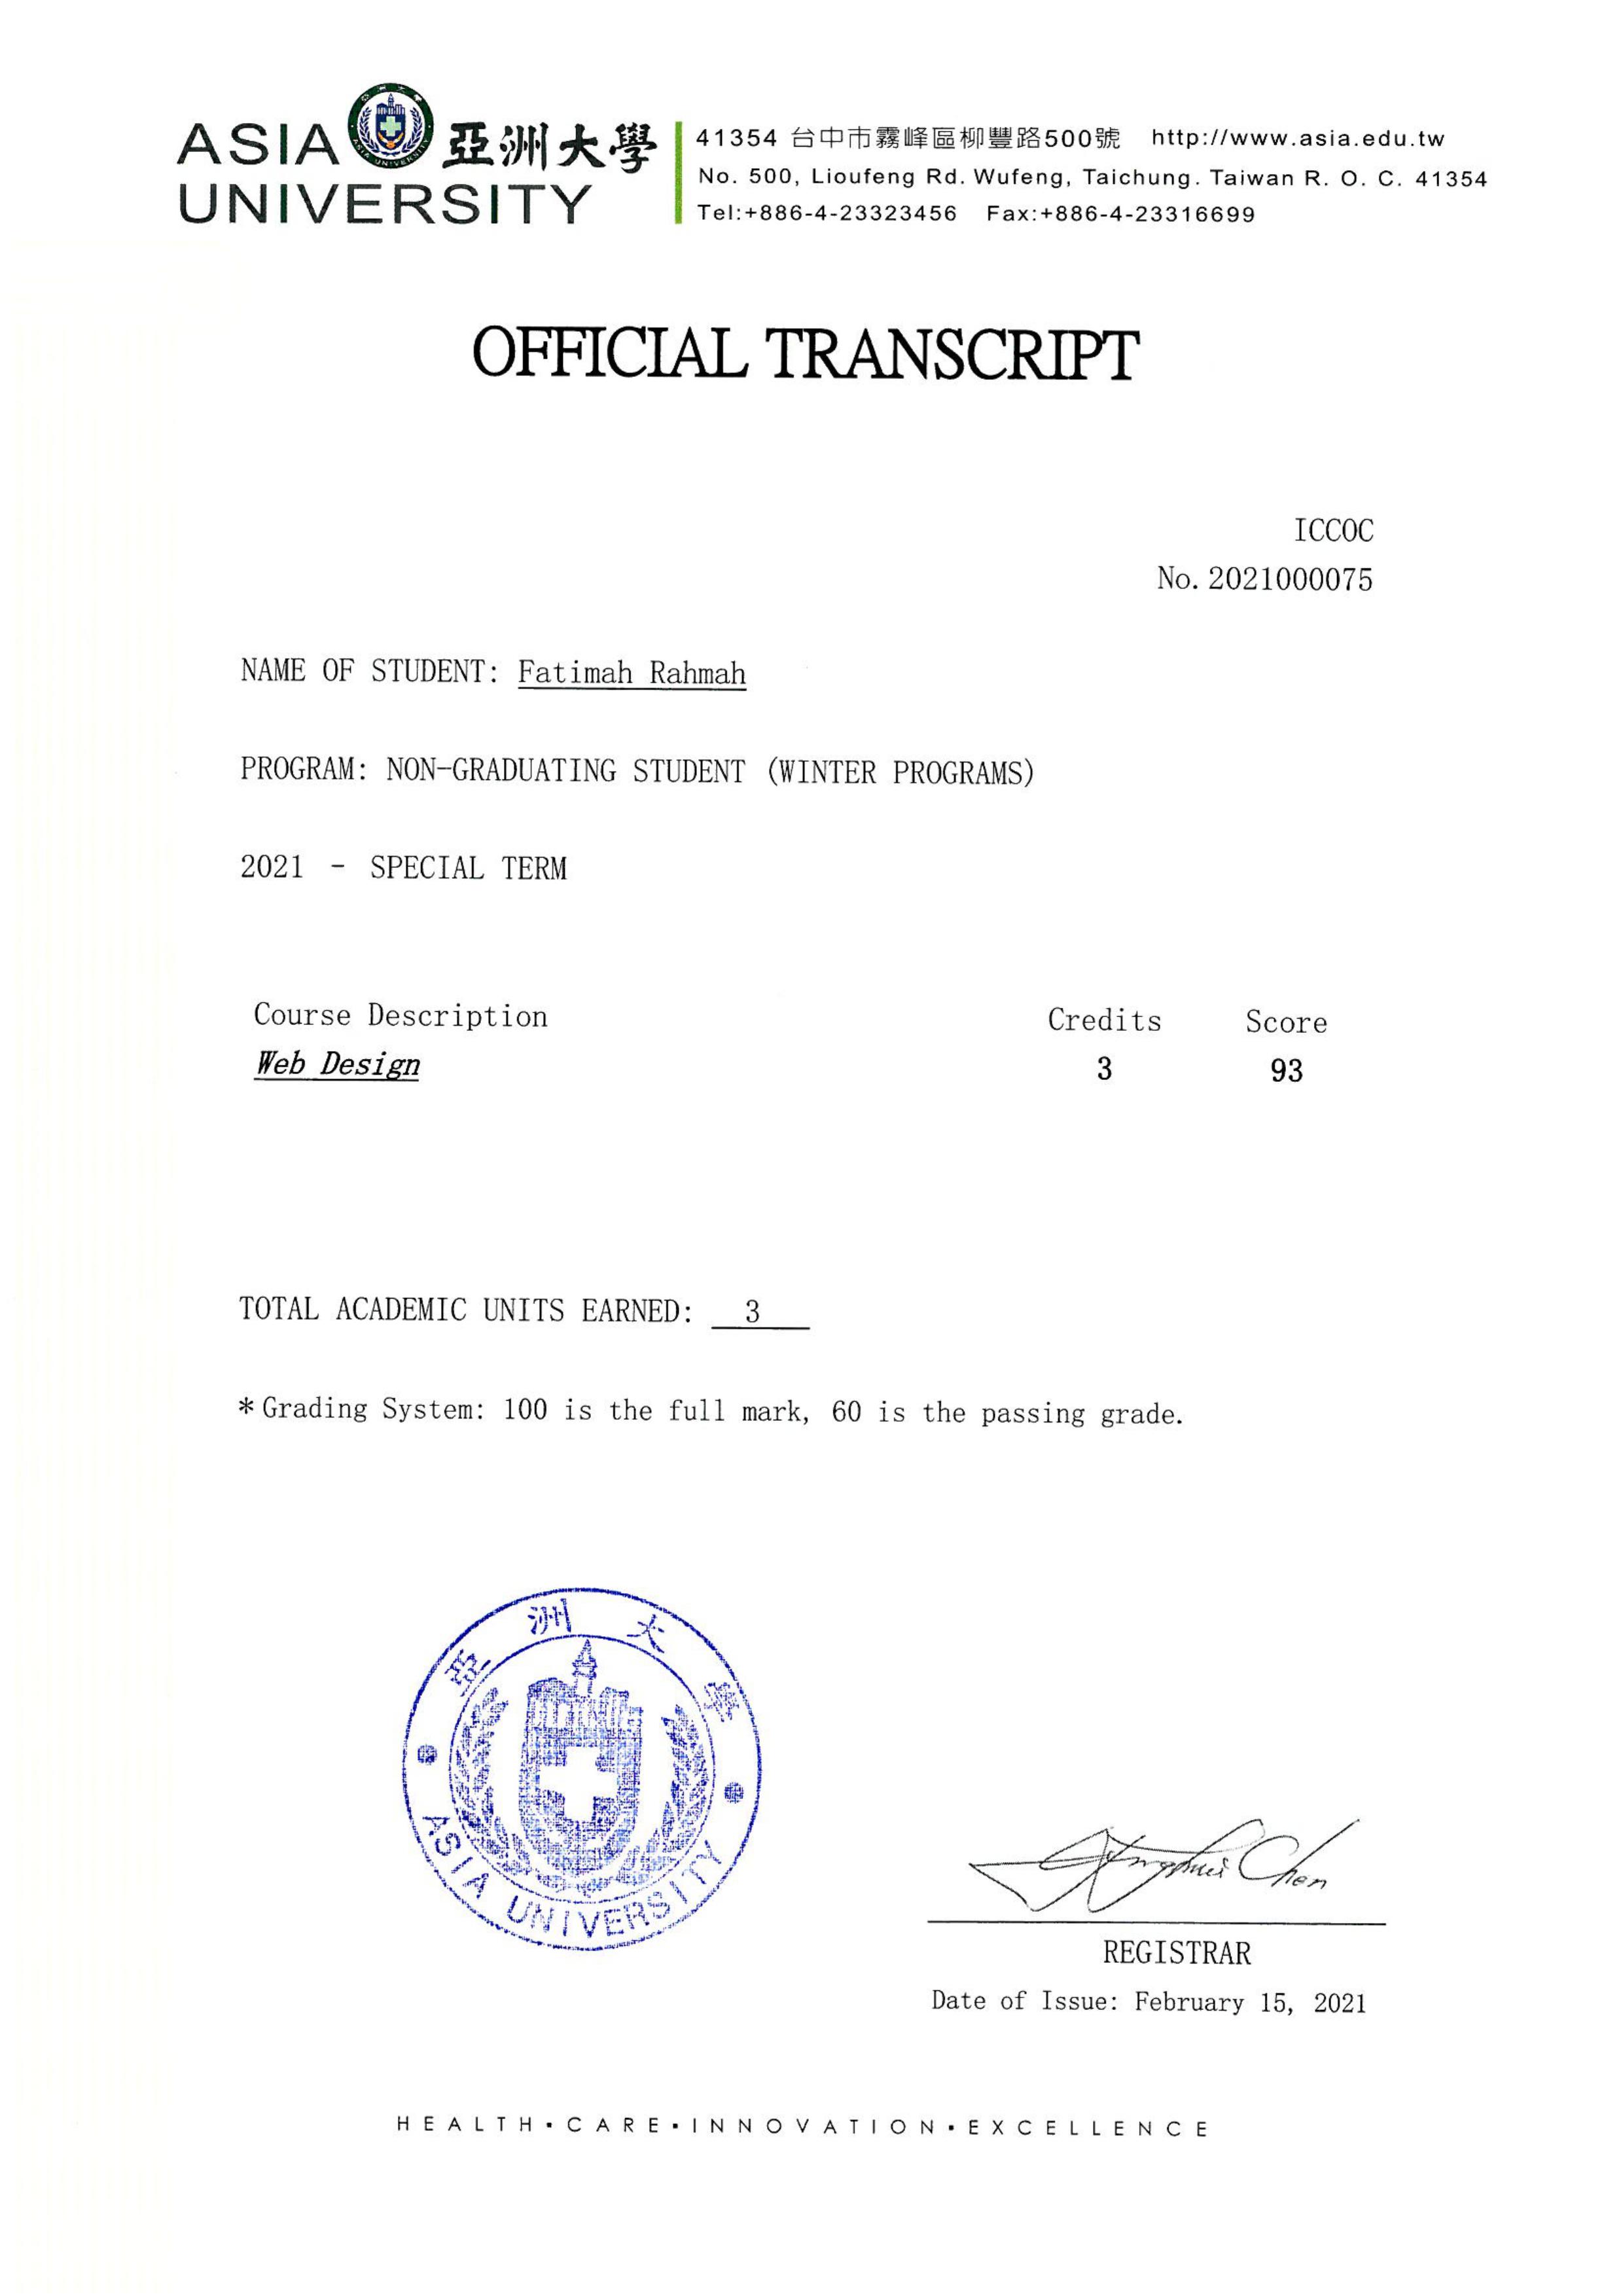 ASIA 亞洲大學
UNIVERSITY
41354 台中市霧峰區柳豐路500號 http://www.asia.edu.tw
No. 500, Lioufeng Rd. Wufeng, Taichung. Taiwan R. O. C. 41354
Tel:+886-4-23323456 Fax:+886-4-23316699
OFFICIAL TRANSCRIPT
ICCOC
No. 2021000075
NAME OF STUDENT: Fatimah Rahmah
PROGRAM: NON-GRADUATING STUDENT (WINTER PROGRAMS)
2021 - SPECIAL TERM
Course Description Credits Score
Web Design 3 93
TOTAL ACADEMIC UNITS EARNED: 3
*Grading System: 100 is the full mark, 60 is the passing grade.
亞洲大學
ASIA UNIVERSITY
Chen
REGISTRAR
Date of Issue: February 15, 2021
HEALTH▪CARE▪INNOVATION▪EXCELLENCE